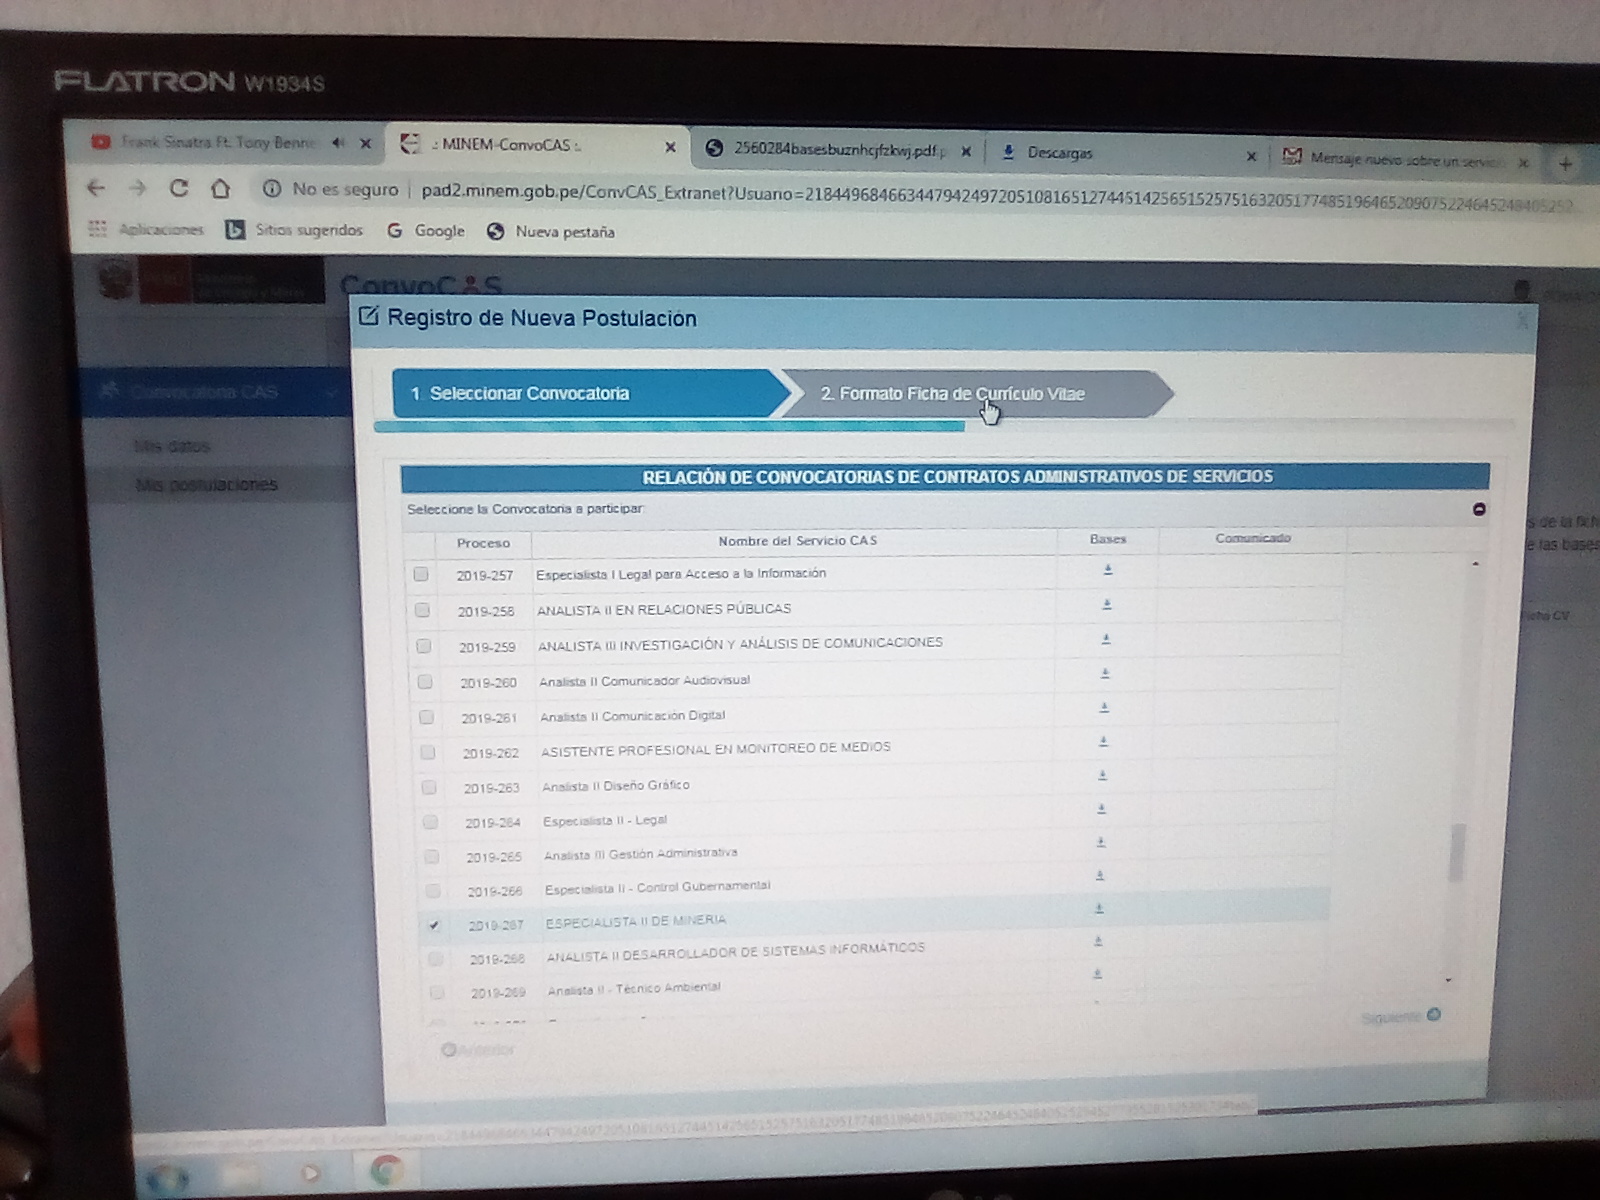 FLATRON W1934S
Frank Sinatra Ft. Tony Benne
.: MINEM-ConvoCAS :.
2560284basesbuznhcjfzkwj.pdf.p
Descargas
Mensaje nuevo sobre un servici
No es seguro | pad2.minem.gob.pe/ConvCAS_Extranet?Usuario=
Aplicaciones
Sitios sugeridos
Google
Nueva pestaña
ConvoCAS
Registro de Nueva Postulación
Convocatoria CAS
Mis datos
Mis postulaciones
1. Seleccionar Convocatoria
2. Formato Ficha de Currículo Vitae
RELACIÓN DE CONVOCATORIAS DE CONTRATOS ADMINISTRATIVOS DE SERVICIOS
Seleccione la Convocatoria a participar:
Proceso Nombre del Servicio CAS Bases Comunicado
2019-257 Especialista I Legal para Acceso a la Información
2019-258 ANALISTA II EN RELACIONES PÚBLICAS
2019-259 ANALISTA III INVESTIGACIÓN Y ANÁLISIS DE COMUNICACIONES
2019-260 Analista II Comunicador Audiovisual
2019-261 Analista II Comunicación Digital
2019-262 ASISTENTE PROFESIONAL EN MONITOREO DE MEDIOS
2019-263 Analista II Diseño Gráfico
2019-264 Especialista II - Legal
2019-265 Analista III Gestión Administrativa
2019-266 Especialista II - Control Gubernamental
2019-267 ESPECIALISTA II DE MINERIA
2019-268 ANALISTA II DESARROLLADOR DE SISTEMAS INFORMÁTICOS
2019-269 Analista II - Técnico Ambiental
Anterior
Siguiente
de las bases
Ficha CV